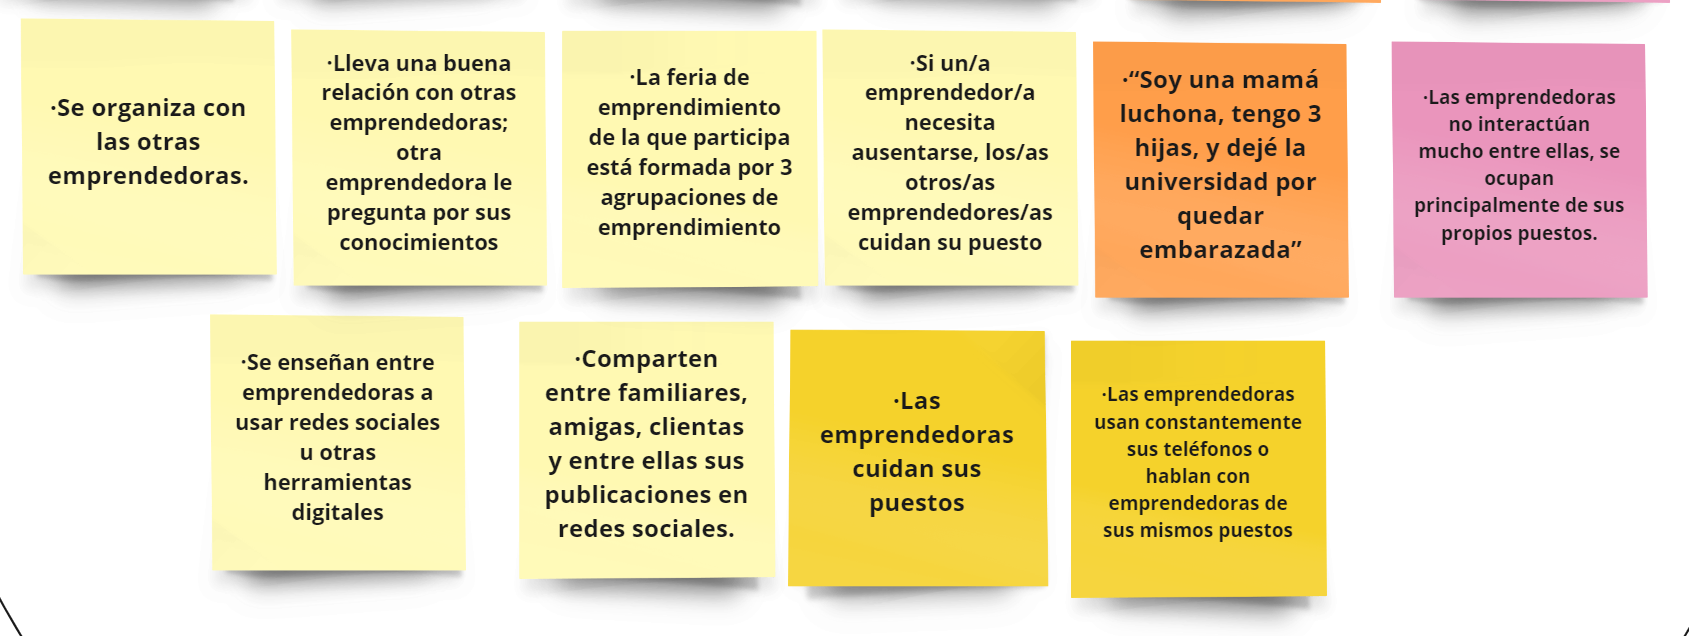 ·Se organiza con
las otras
emprendedoras.
·Lleva una buena
relación con otras
emprendedoras;
otra
emprendedora le
pregunta por sus
conocimientos
·La feria de
emprendimiento
de la que participa
está formada por 3
agrupaciones de
emprendimiento
·Si un/a
emprendedor/a
necesita
ausentarse, los/as
otros/as
emprendedores/as
cuidan su puesto
·“Soy una mamá
luchona, tengo 3
hijas, y dejé la
universidad por
quedar
embarazada”
·Las emprendedoras
no interactúan
mucho entre ellas, se
ocupan
principalmente de sus
propios puestos.
·Se enseñan entre
emprendedoras a
usar redes sociales
u otras
herramientas
digitales
·Comparten
entre familiares,
amigas, clientas
y entre ellas sus
publicaciones en
redes sociales.
·Las
emprendedoras
cuidan sus
puestos
·Las emprendedoras
usan constantemente
sus teléfonos o
hablan con
emprendedoras de
sus mismos puestos